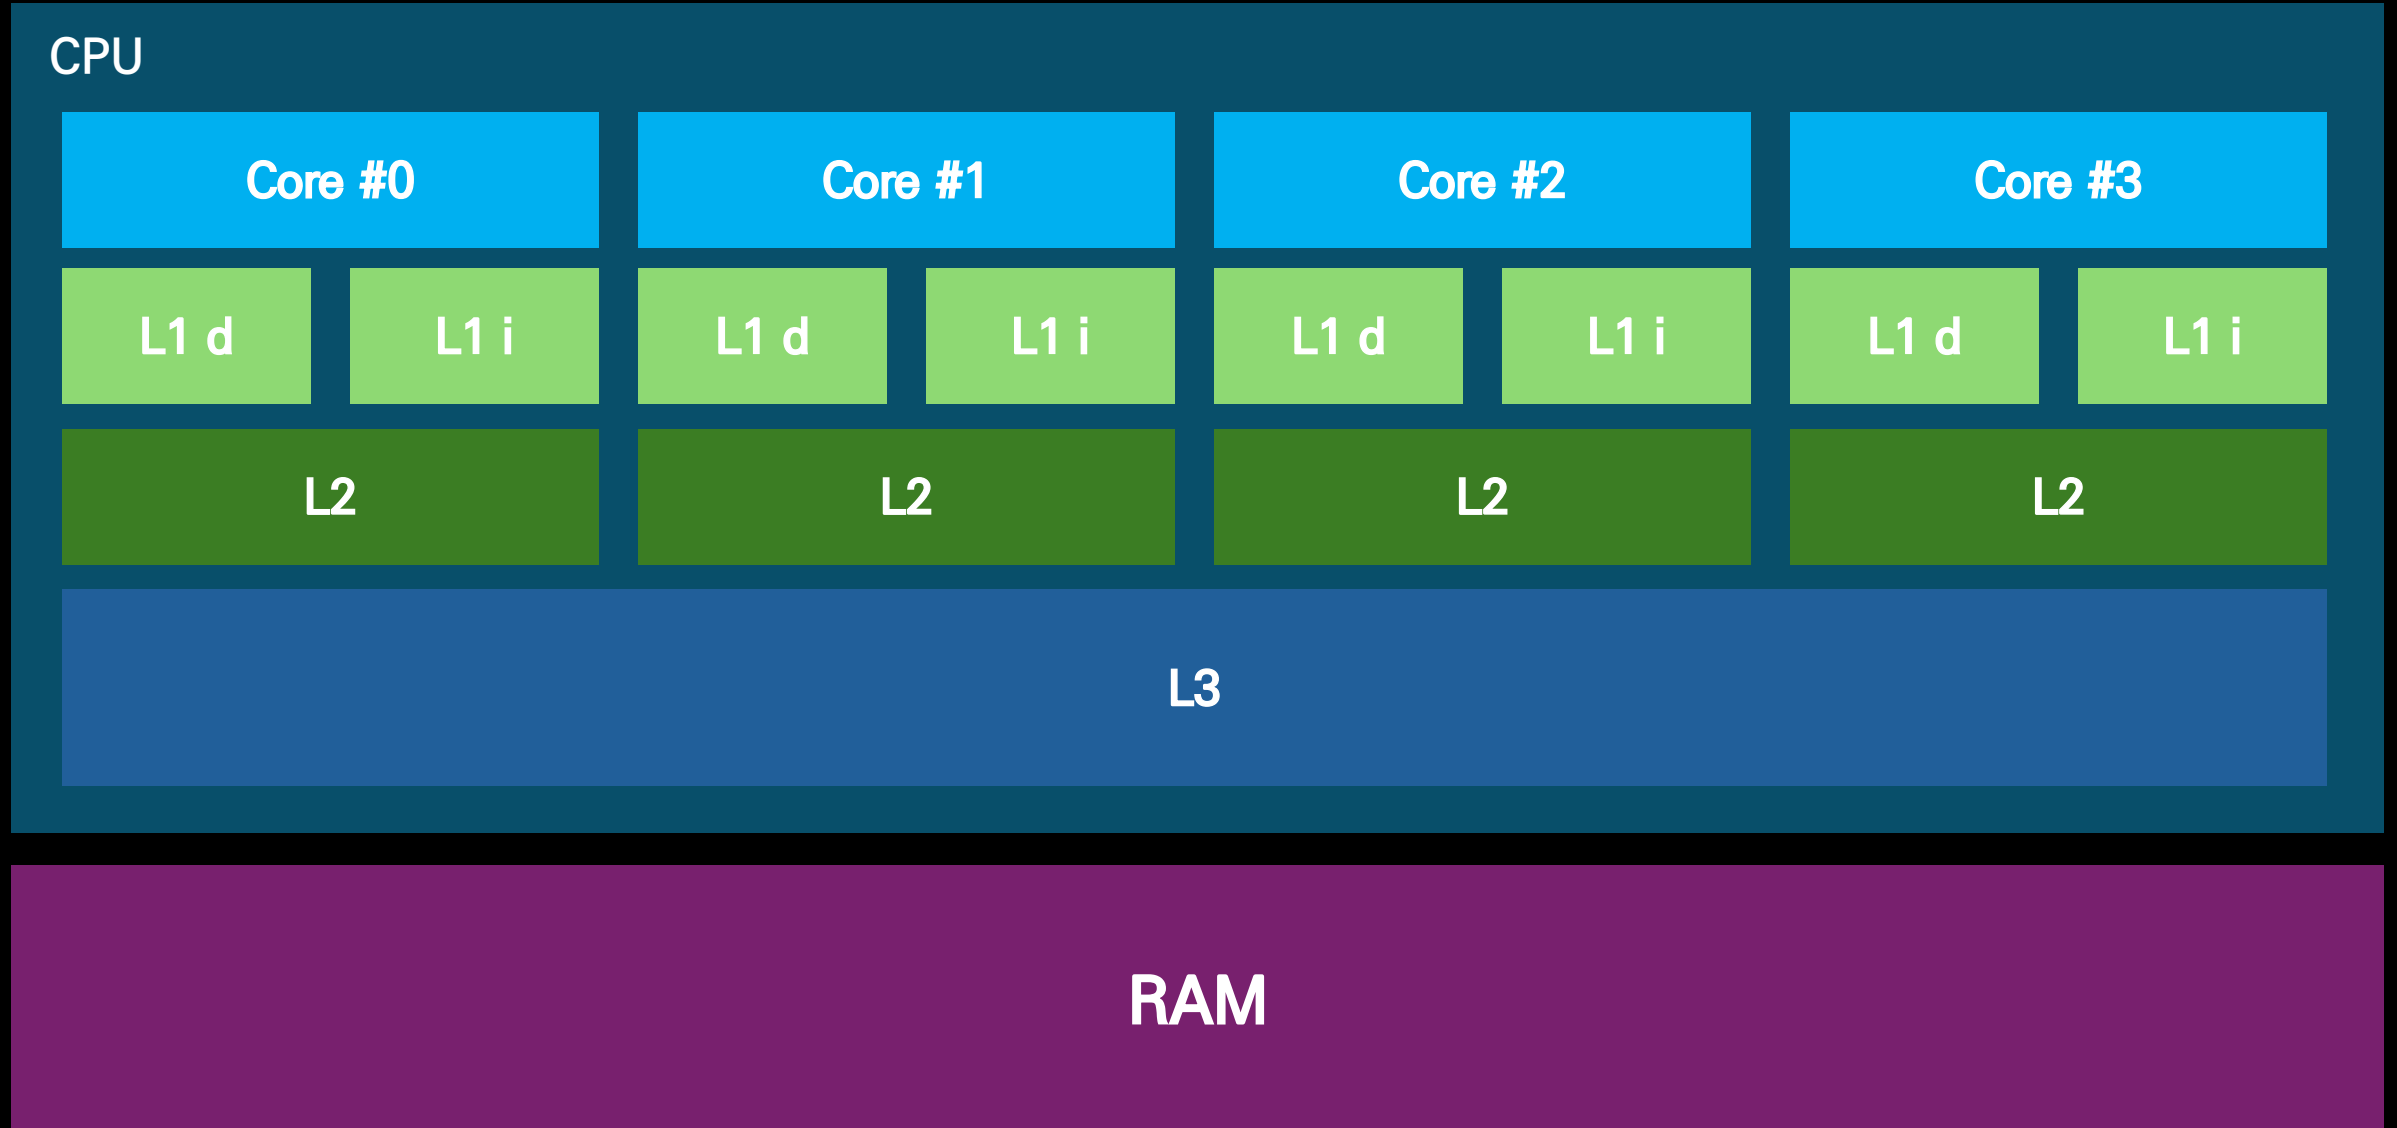 CPU
Core #0 Core #1 Core #2 Core #3
L1 d L1 i L1 d L1 i L1 d L1 i L1 d L1 i
L2 L2 L2 L2
L3
RAM